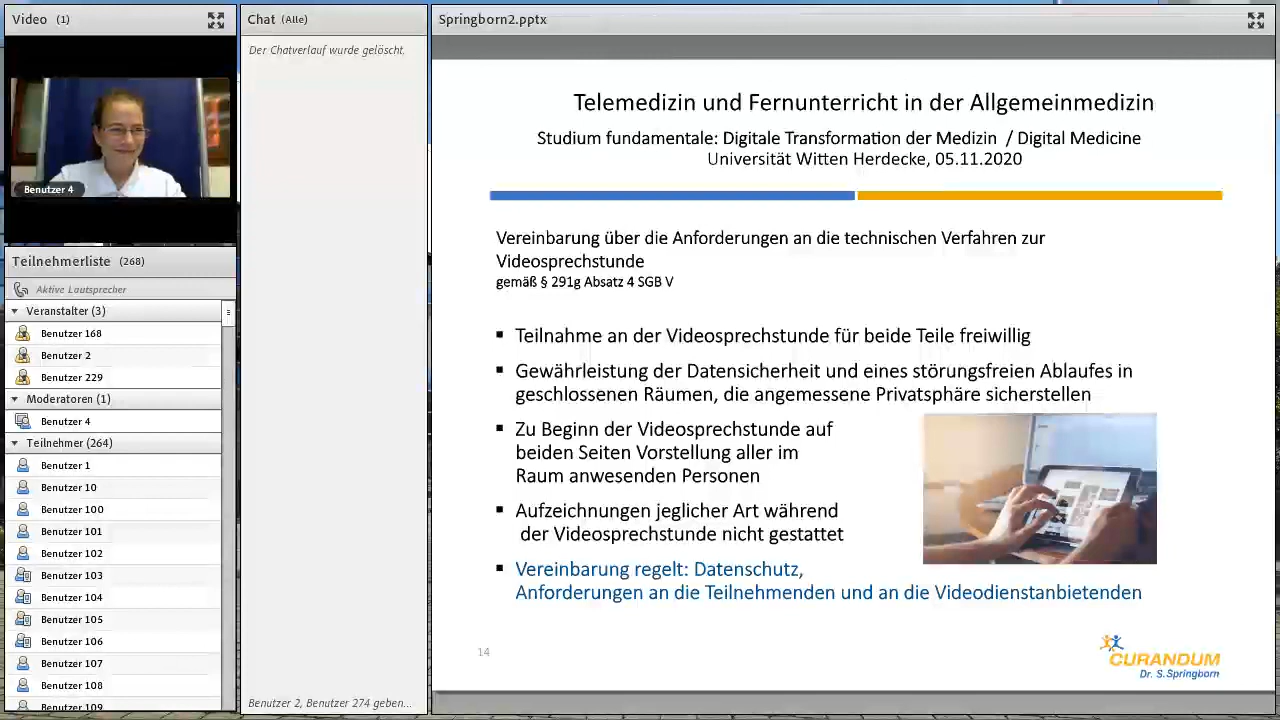 Video (1)
Benutzer 4
Teilnehmerliste (268)
Aktive Lautsprecher
Veranstalter (3)
Benutzer 168
Benutzer 2
Benutzer 229
Moderatoren (1)
Benutzer 4
Teilnehmer (264)
Benutzer 1
Benutzer 10
Benutzer 100
Benutzer 101
Benutzer 102
Benutzer 103
Benutzer 104
Benutzer 105
Benutzer 106
Benutzer 107
Benutzer 108
Benutzer 109
Chat (Alle)
Der Chatverlauf wurde gelöscht.
Benutzer 2, Benutzer 274 geben...
Springborn2.pptx
Telemedizin und Fernunterricht in der Allgemeinmedizin
Studium fundamentale: Digitale Transformation der Medizin / Digital Medicine
Universität Witten Herdecke, 05.11.2020
Vereinbarung über die Anforderungen an die technischen Verfahren zur
Videosprechstunde
gemäß § 291g Absatz 4 SGB V
▪ Teilnahme an der Videosprechstunde für beide Teile freiwillig
▪ Gewährleistung der Datensicherheit und eines störungsfreien Ablaufes in
geschlossenen Räumen, die angemessene Privatsphäre sicherstellen
▪ Zu Beginn der Videosprechstunde auf
beiden Seiten Vorstellung aller im
Raum anwesenden Personen
▪ Aufzeichnungen jeglicher Art während
der Videosprechstunde nicht gestattet
▪ Vereinbarung regelt: Datenschutz,
Anforderungen an die Teilnehmenden und an die Videodienstanbietenden
14
CURANDUM
Dr. S.Springborn